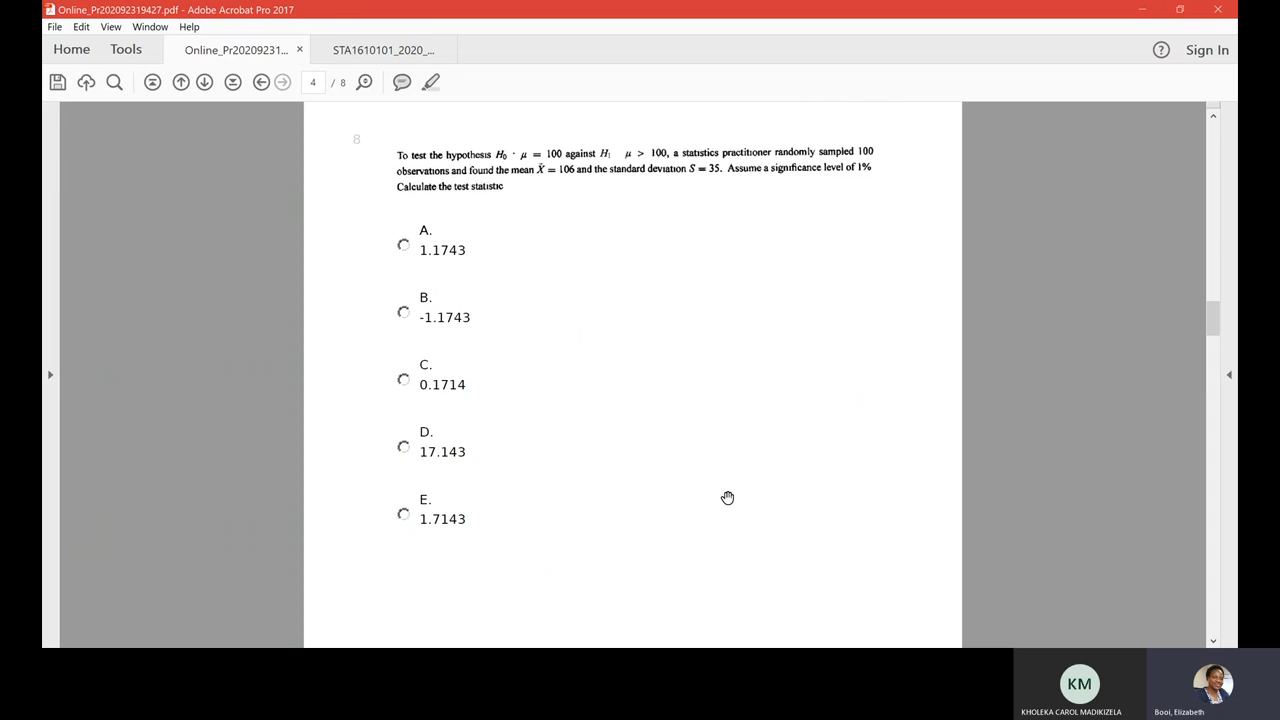 Online_Pr202092319427.pdf - Adobe Acrobat Pro 2017
File Edit View Window Help
Home Tools Online_Pr20209231... × STA1610101_2020_... ? Sign In
4 / 8
8
To test the hypothesis H₀ · μ = 100 against H₁ μ > 100, a statistics practitioner randomly sampled 100
observations and found the mean X̄ = 106 and the standard deviation S = 35. Assume a significance level of 1%
Calculate the test statistic
A.
1.1743
B.
-1.1743
C.
0.1714
D.
17.143
E.
1.7143
KM
KHOLEKA CAROL MADIKIZELA
Booi, Elizabeth